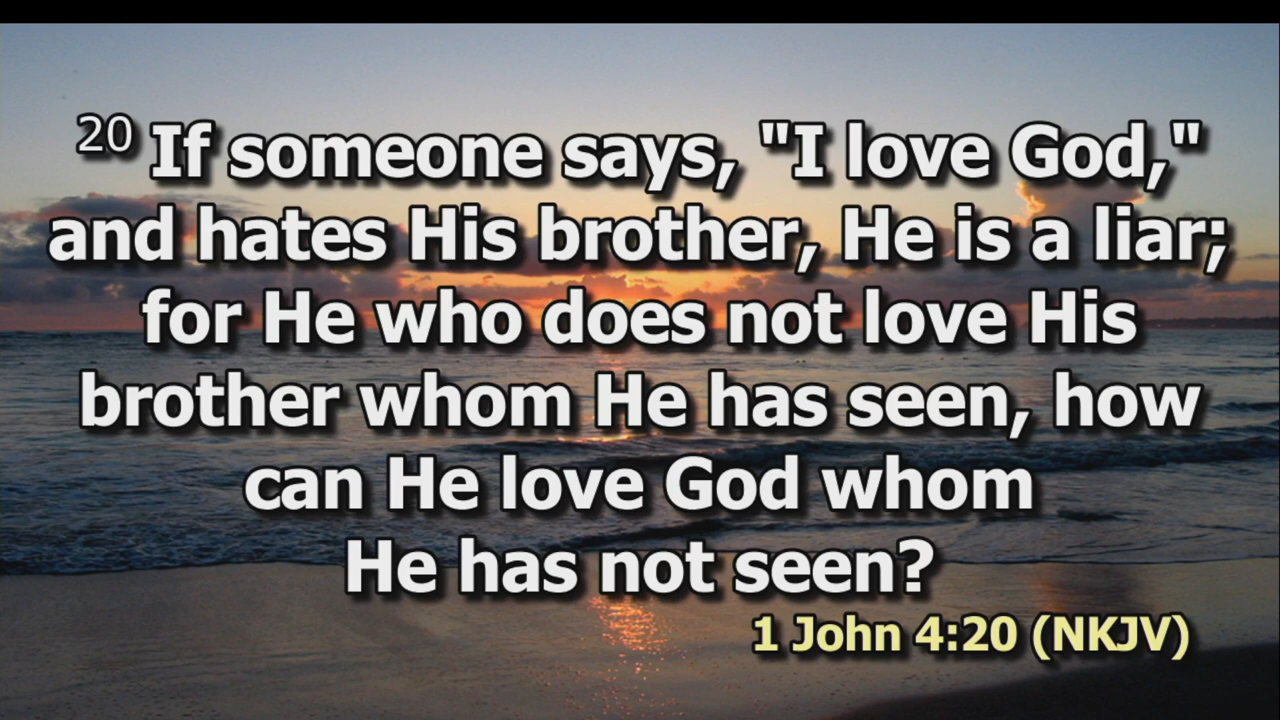 20 If someone says, "I love God,"
and hates His brother, He is a liar;
for He who does not love His
brother whom He has seen, how
can He love God whom
He has not seen?
1 John 4:20 (NKJV)